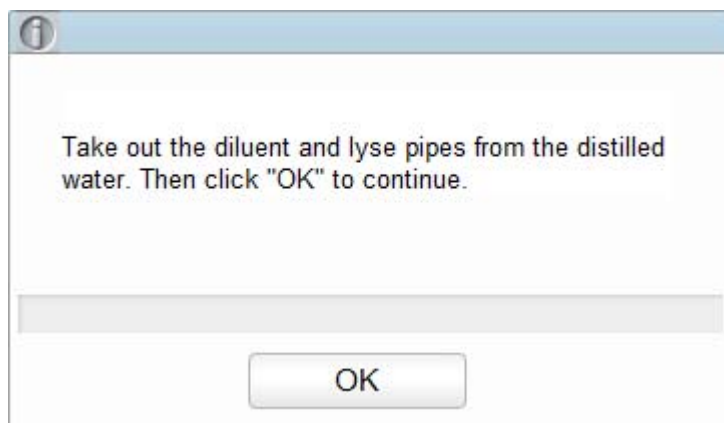 Take out the diluent and lyse pipes from the distilled
water. Then click "OK" to continue.
OK